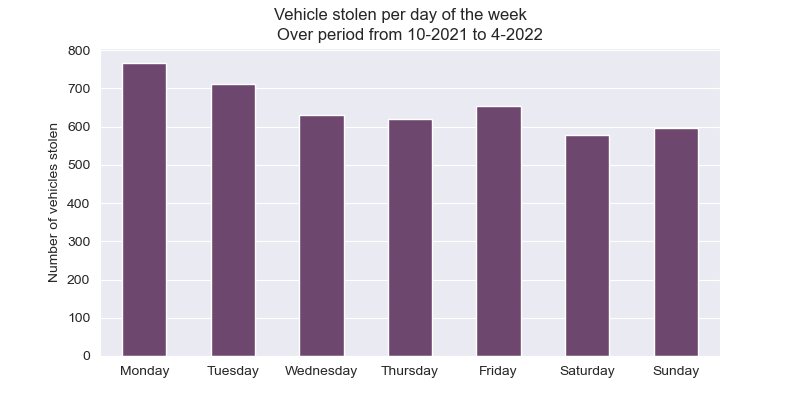 Vehicle stolen per day of the week
Over period from 10-2021 to 4-2022
Number of vehicles stolen
800
700
600
500
400
300
200
100
0
Monday Tuesday Wednesday Thursday Friday Saturday Sunday